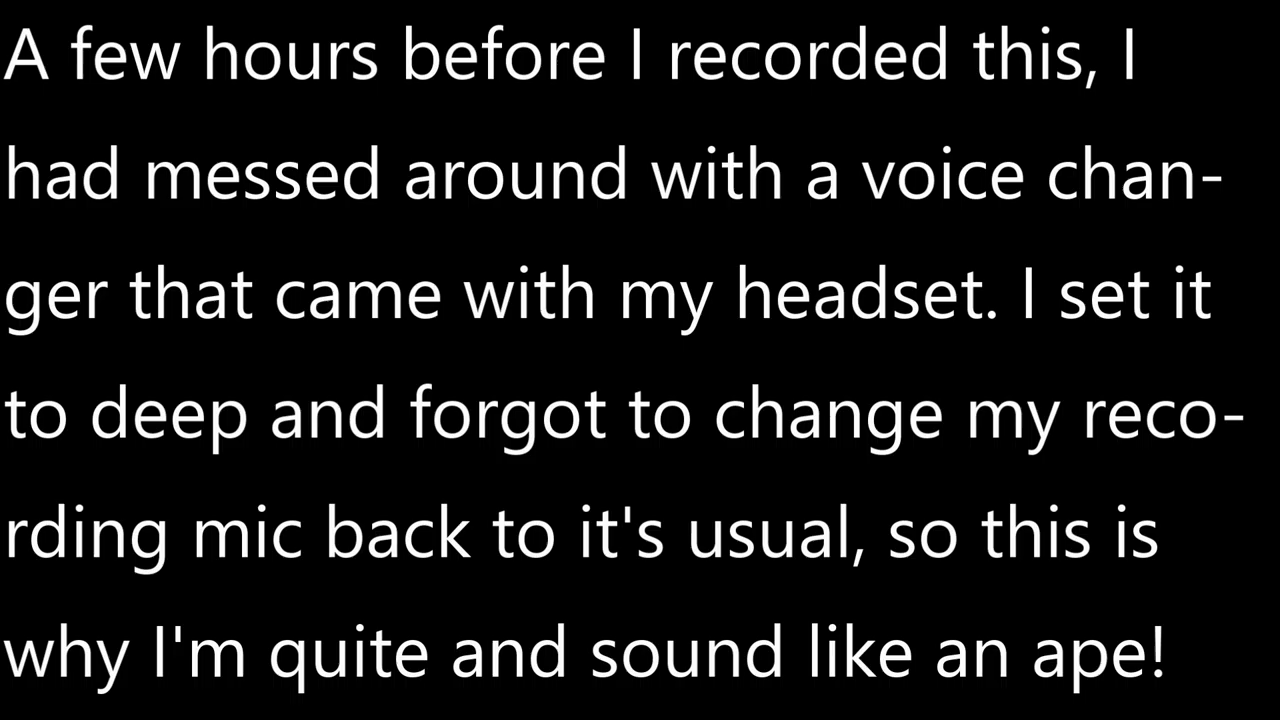 A few hours before I recorded this, I
had messed around with a voice chan-
ger that came with my headset. I set it
to deep and forgot to change my reco-
rding mic back to it's usual, so this is
why I'm quite and sound like an ape!